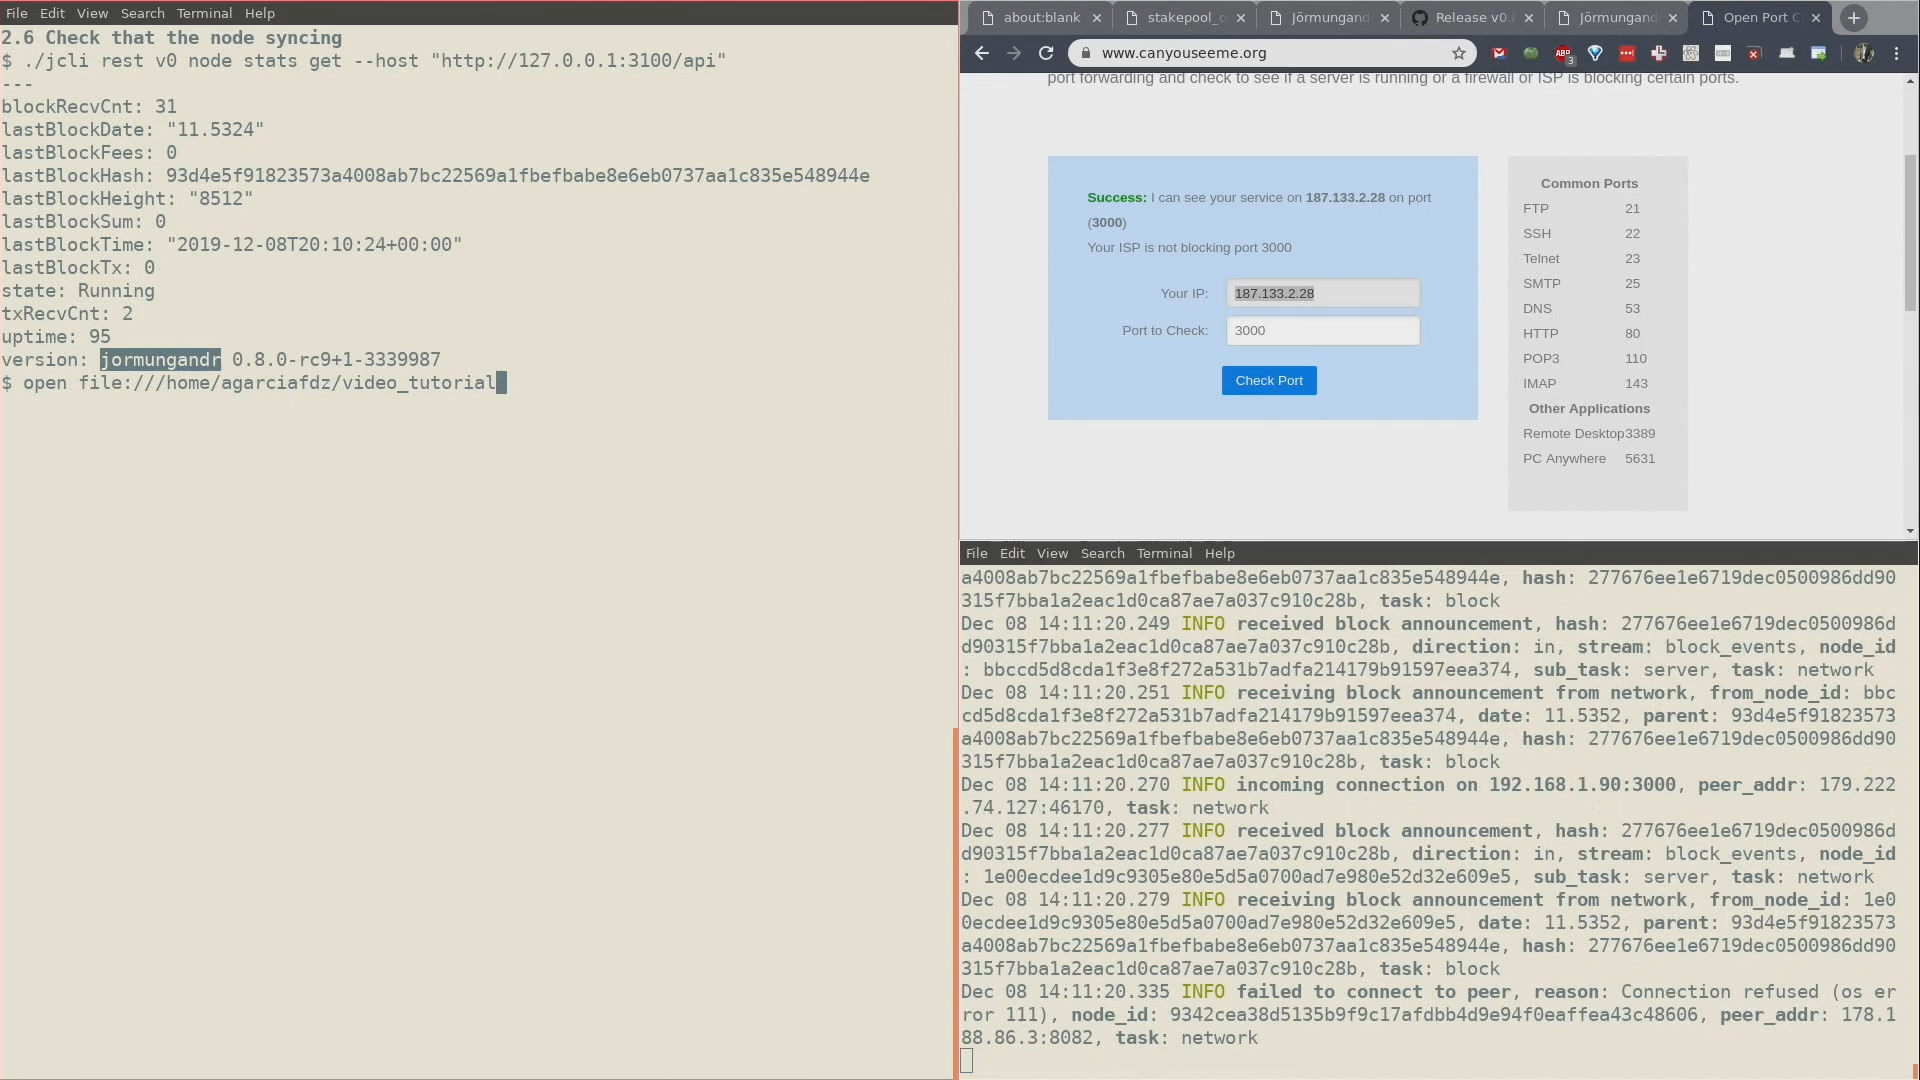 File Edit View Search Terminal Help
2.6 Check that the node syncing
$ ./jcli rest v0 node stats get --host "http://127.0.0.1:3100/api"
---
blockRecvCnt: 31
lastBlockDate: "11.5324"
lastBlockFees: 0
lastBlockHash: 93d4e5f91823573a4008ab7bc22569a1fbefbabe8e6eb0737aa1c835e548944e
lastBlockHeight: "8512"
lastBlockSum: 0
lastBlockTime: "2019-12-08T20:10:24+00:00"
lastBlockTx: 0
state: Running
txRecvCnt: 2
uptime: 95
version: jormungandr 0.8.0-rc9+1-3339987
$ open file:///home/agarciafdz/video_tutorial
about:blank
stakepool_
Jörmungand
Release v0.
Jörmungand
Open Port C
www.canyouseeme.org
ABP
3
port forwarding and check to see if a server is running or a firewall or ISP is blocking certain ports.
Success: I can see your service on 187.133.2.28 on port
(3000)
Your ISP is not blocking port 3000
Your IP: 187.133.2.28
Port to Check: 3000
Check Port
Common Ports
FTP 21
SSH 22
Telnet 23
SMTP 25
DNS 53
HTTP 80
POP3 110
IMAP 143
Other Applications
Remote Desktop3389
PC Anywhere 5631
File Edit View Search Terminal Help
a4008ab7bc22569a1fbefbabe8e6eb0737aa1c835e548944e, hash: 277676ee1e6719dec0500986dd90
315f7bba1a2eac1d0ca87ae7a037c910c28b, task: block
Dec 08 14:11:20.249 INFO received block announcement, hash: 277676ee1e6719dec0500986d
d90315f7bba1a2eac1d0ca87ae7a037c910c28b, direction: in, stream: block_events, node_id
: bbccd5d8cda1f3e8f272a531b7adfa214179b91597eea374, sub_task: server, task: network
Dec 08 14:11:20.251 INFO receiving block announcement from network, from_node_id: bbc
cd5d8cda1f3e8f272a531b7adfa214179b91597eea374, date: 11.5352, parent: 93d4e5f91823573
a4008ab7bc22569a1fbefbabe8e6eb0737aa1c835e548944e, hash: 277676ee1e6719dec0500986dd90
315f7bba1a2eac1d0ca87ae7a037c910c28b, task: block
Dec 08 14:11:20.270 INFO incoming connection on 192.168.1.90:3000, peer_addr: 179.222
.74.127:46170, task: network
Dec 08 14:11:20.277 INFO received block announcement, hash: 277676ee1e6719dec0500986d
d90315f7bba1a2eac1d0ca87ae7a037c910c28b, direction: in, stream: block_events, node_id
: 1e00ecdee1d9c9305e80e5d5a0700ad7e980e52d32e609e5, sub_task: server, task: network
Dec 08 14:11:20.279 INFO receiving block announcement from network, from_node_id: 1e0
0ecdee1d9c9305e80e5d5a0700ad7e980e52d32e609e5, date: 11.5352, parent: 93d4e5f91823573
a4008ab7bc22569a1fbefbabe8e6eb0737aa1c835e548944e, hash: 277676ee1e6719dec0500986dd90
315f7bba1a2eac1d0ca87ae7a037c910c28b, task: block
Dec 08 14:11:20.335 INFO failed to connect to peer, reason: Connection refused (os er
ror 111), node_id: 9342cea38d5135b9f9c17afdbb4d9e94f0eaffea43c48606, peer_addr: 178.1
88.86.3:8082, task: network